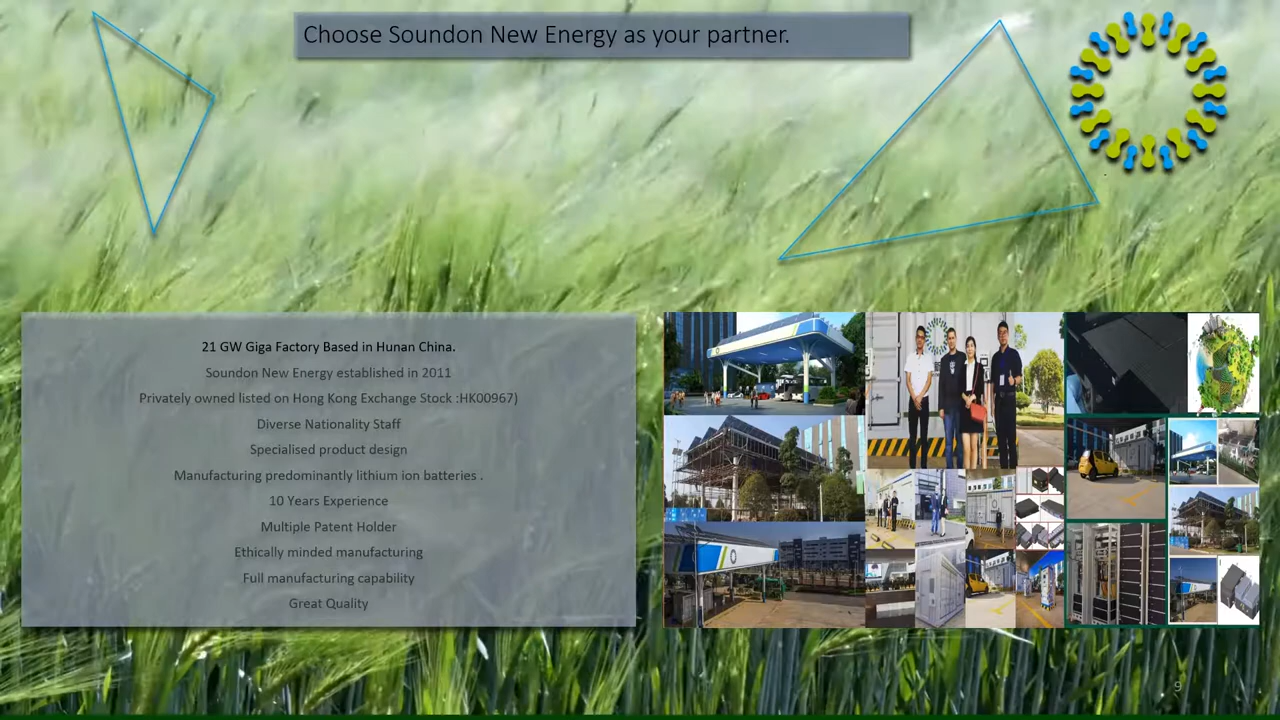 Choose Soundon New Energy as your partner.
21 GW Giga Factory Based in Hunan China.
Soundon New Energy established in 2011
Privately owned listed on Hong Kong Exchange Stock :HK00967)
Diverse Nationality Staff
Specialised product design
Manufacturing predominantly lithium ion batteries .
10 Years Experience
Multiple Patent Holder
Ethically minded manufacturing
Full manufacturing capability
Great Quality
9